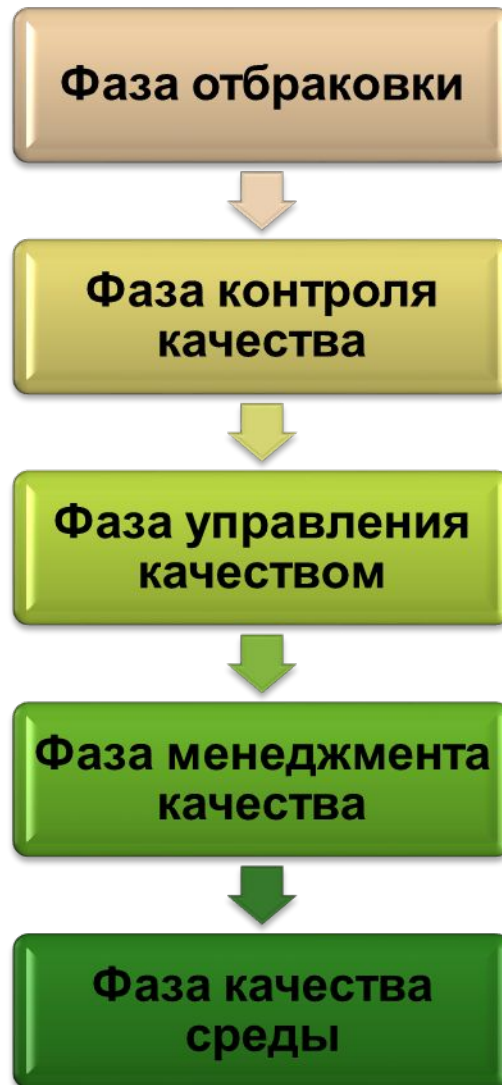 Фаза отбраковки
Фаза контроля
качества
Фаза управления
качеством
Фаза менеджмента
качества
Фаза качества
среды